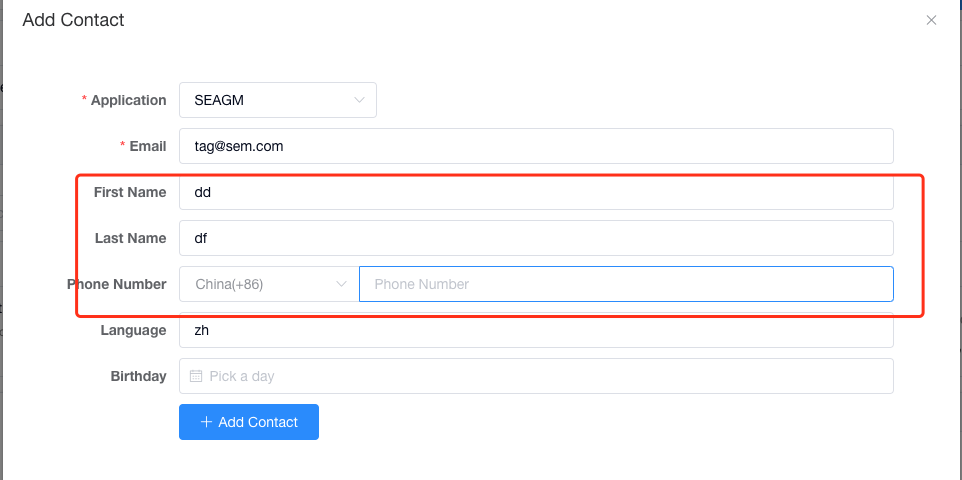 Add Contact
* Application SEAGM
* Email tag@sem.com
First Name dd
Last Name df
Phone Number China(+86) Phone Number
Language zh
Birthday Pick a day
+ Add Contact